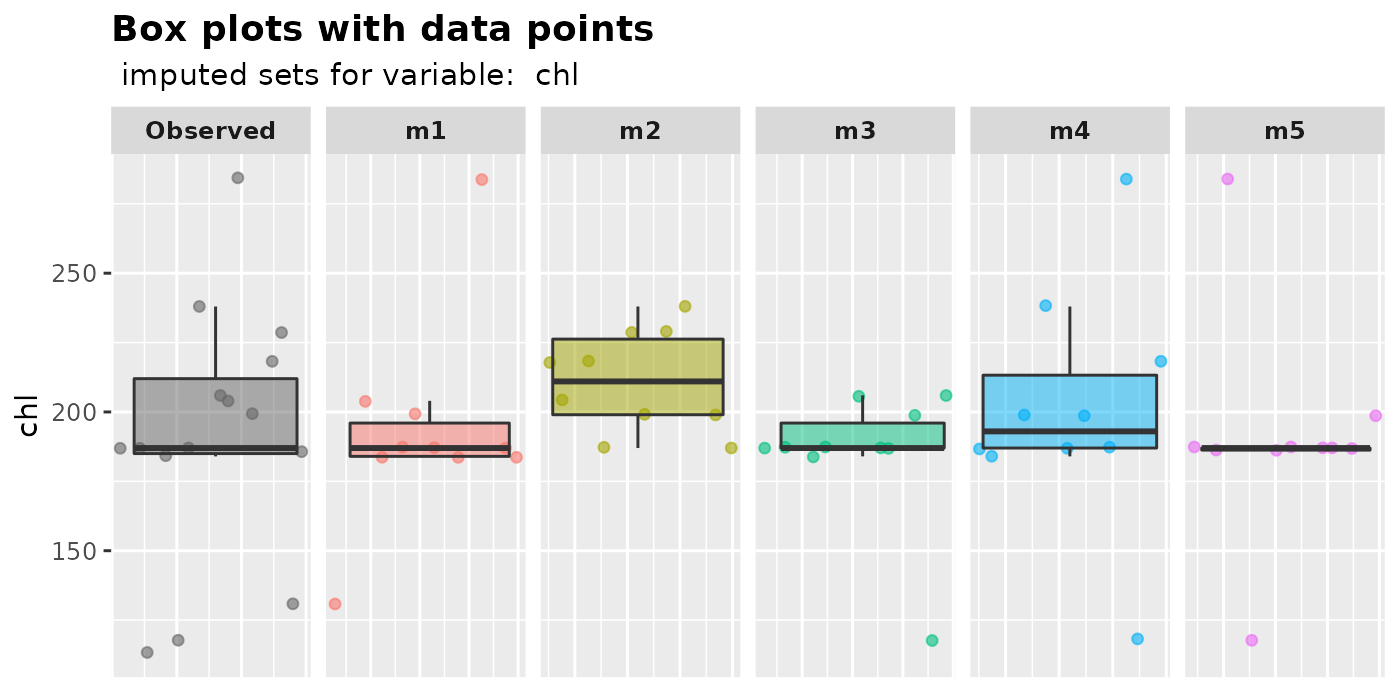 Box plots with data points
imputed sets for variable:  chl
Observed m1 m2 m3 m4 m5
250
200
150
chl